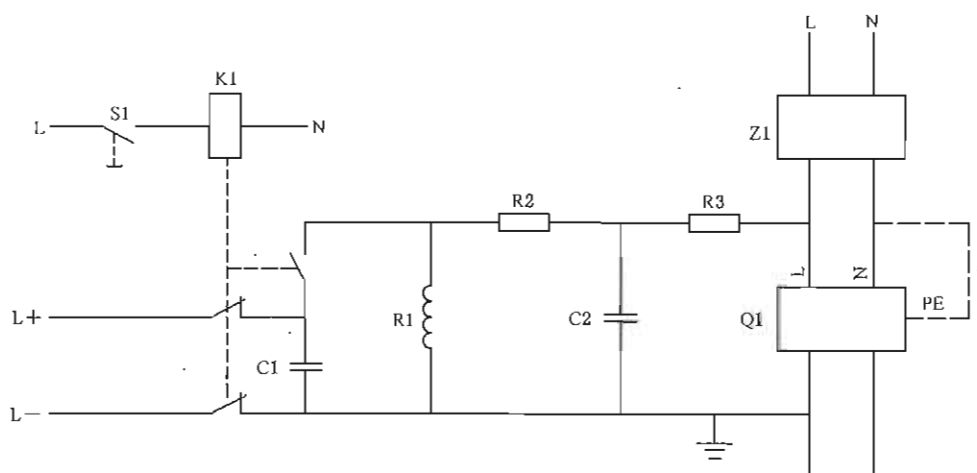 L N
K1
S1
Z1
L N
R2 R3
L N
L+ R1 C2 Q1 PE
C1
L−